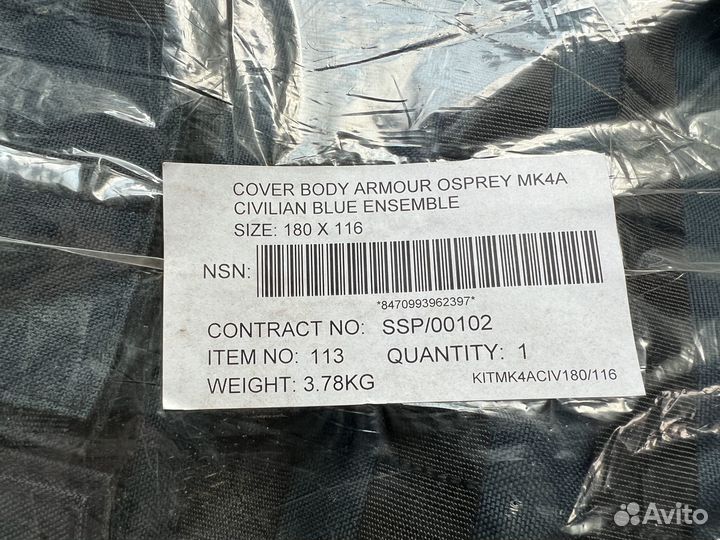 COVER BODY ARMOUR OSPREY MK4A
CIVILIAN BLUE ENSEMBLE
SIZE: 180 X 116
NSN:
*8470993962397*
CONTRACT NO: SSP/00102
ITEM NO: 113 QUANTITY: 1
WEIGHT: 3.78KG KITMK4ACIV180/116
Avito